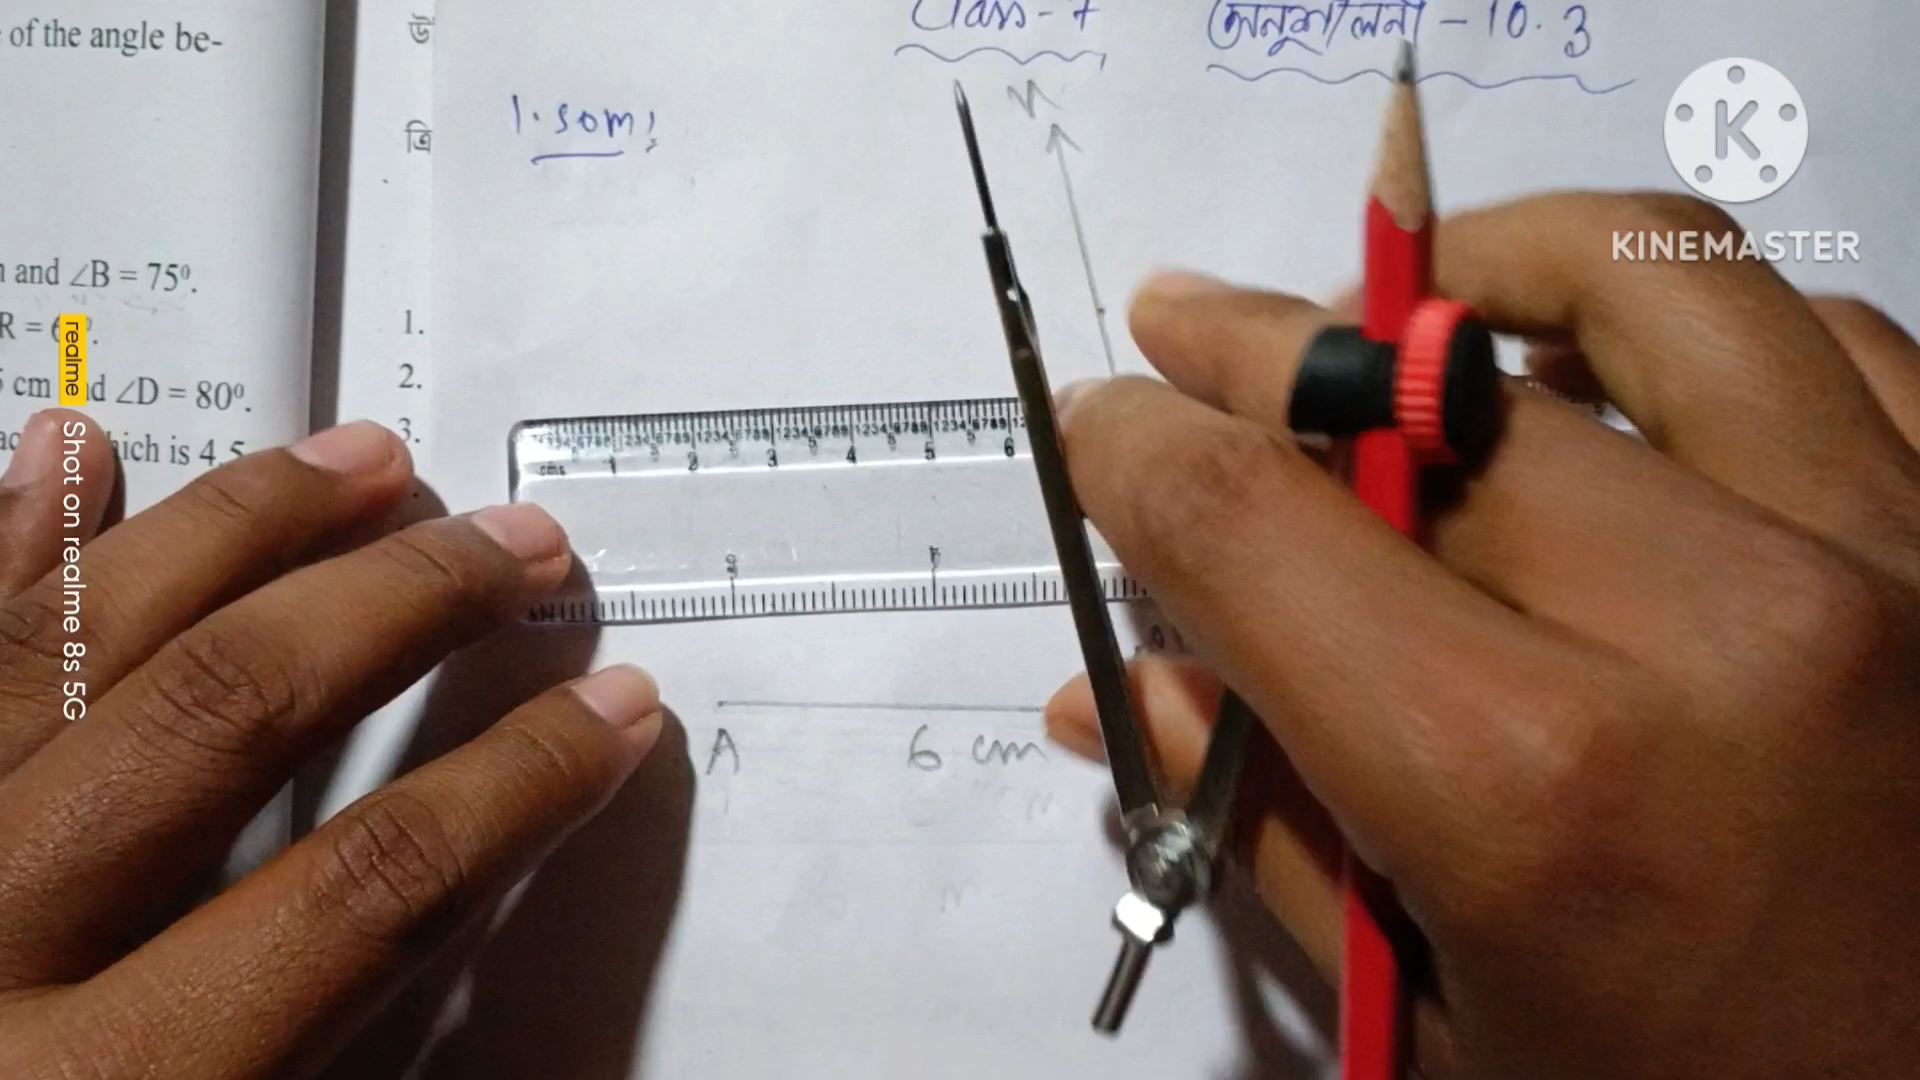 of the angle be-
and ∠B = 75⁰.
R = 6
cm
d ∠D = 80⁰.
hich is 4.5
উ
ত্রি
1.
2.
3.
Class - 7
অনুশীলনী - 10.3
1. som:
cms 1 2 3 4 5 6
A 6 cm
K
KINEMASTER
realme Shot on realme 8s 5G